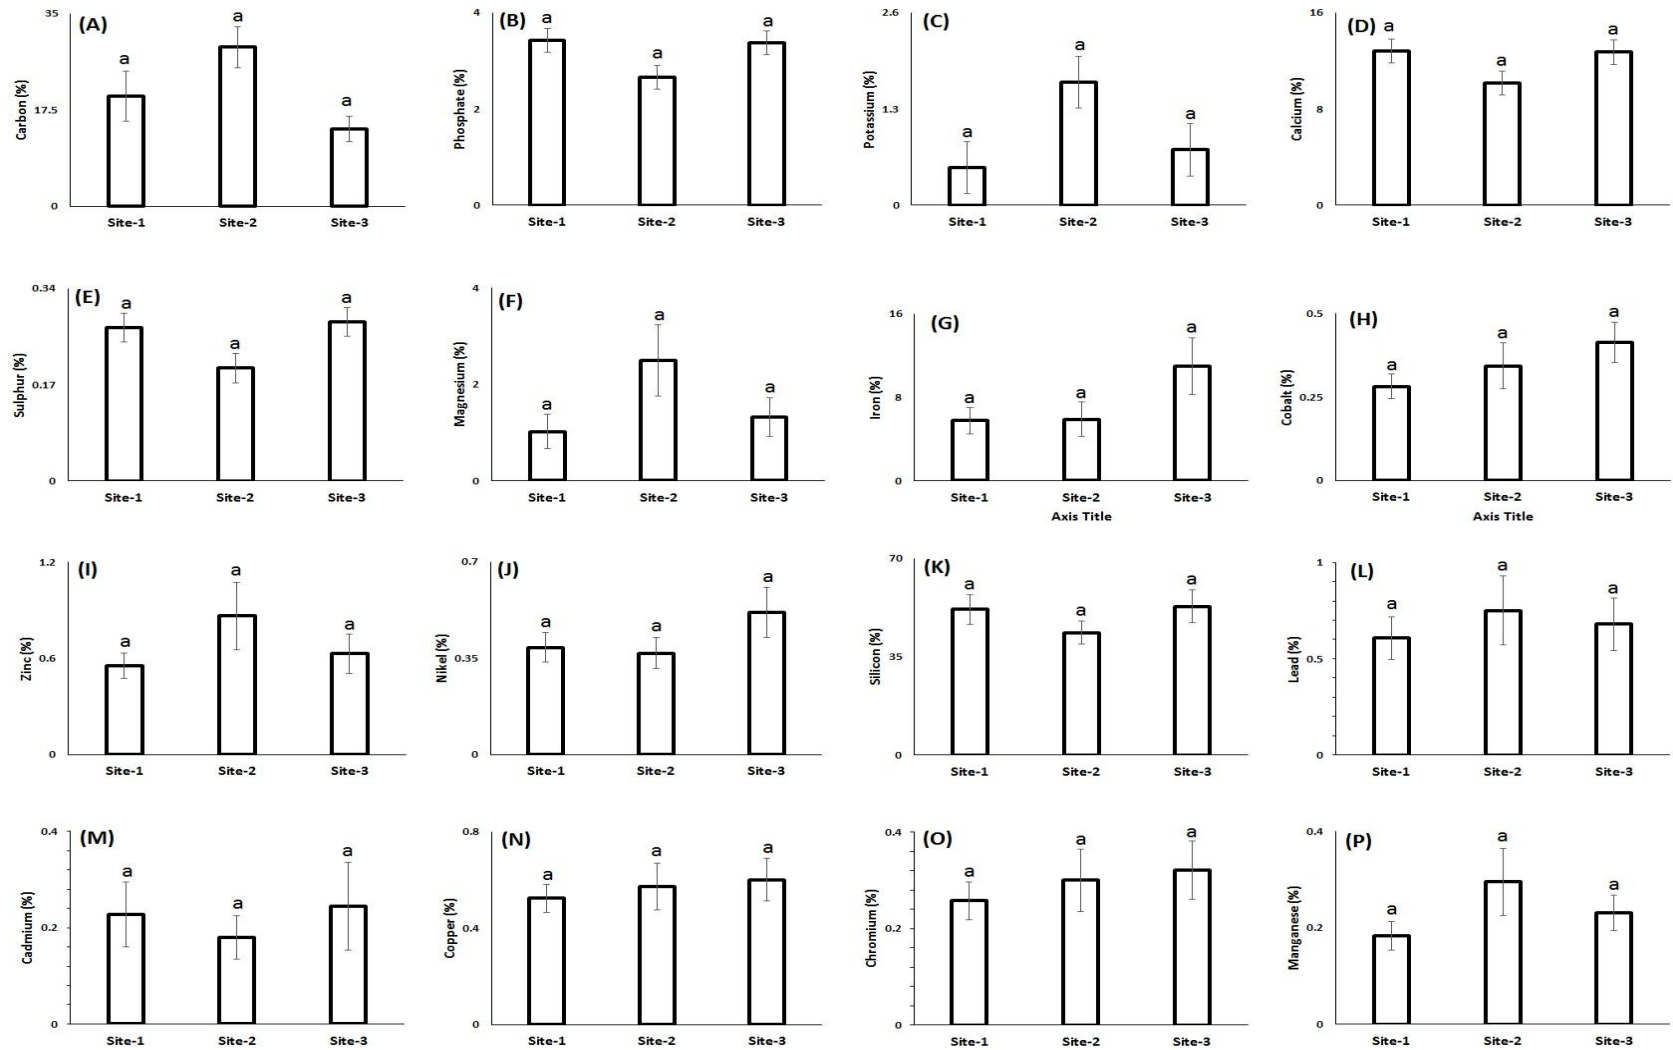 (A)
35
17.5
0
Carbon (%)
a
a
a
Site-1 Site-2 Site-3
(B)
4
2
0
Phosphate (%)
a
a
a
Site-1 Site-2 Site-3
(C)
2.6
1.3
0
Potassium (%)
a
a
a
Site-1 Site-2 Site-3
(D)
16
8
0
Calcium (%)
a
a
a
Site-1 Site-2 Site-3
(E)
0.34
0.17
0
Sulphur (%)
a
a
a
Site-1 Site-2 Site-3
(F)
4
2
0
Magnesium (%)
a
a
a
Site-1 Site-2 Site-3
(G)
16
8
0
Iron (%)
a
a
a
Site-1 Site-2 Site-3
Axis Title
(H)
0.5
0.25
0
Cobalt (%)
a
a
a
Site-1 Site-2 Site-3
Axis Title
(I)
1.2
0.6
0
Zinc (%)
a
a
a
Site-1 Site-2 Site-3
(J)
0.7
0.35
0
Nikel (%)
a
a
a
Site-1 Site-2 Site-3
(K)
70
35
0
Silicon (%)
a
a
a
Site-1 Site-2 Site-3
(L)
1
0.5
0
Lead (%)
a
a
a
Site-1 Site-2 Site-3
(M)
0.4
0.2
0
Cadmium (%)
a
a
a
Site-1 Site-2 Site-3
(N)
0.8
0.4
0
Copper (%)
a
a
a
Site-1 Site-2 Site-3
(O)
0.4
0.2
0
Chromium (%)
a
a
a
Site-1 Site-2 Site-3
(P)
0.4
0.2
0
Manganese (%)
a
a
a
Site-1 Site-2 Site-3